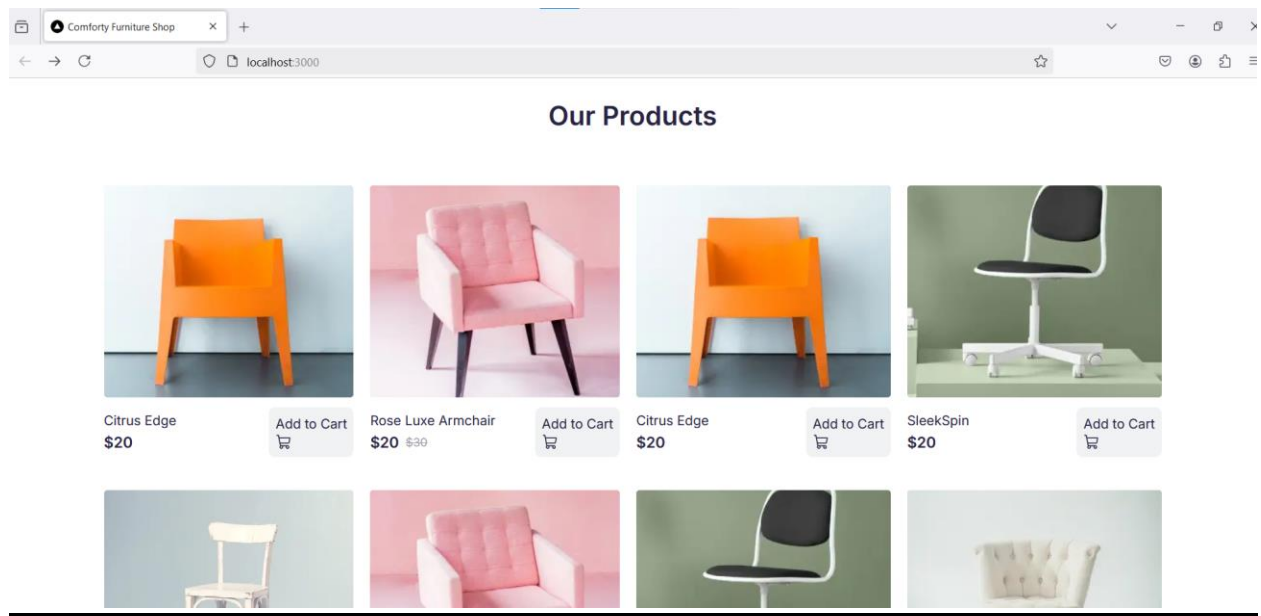 Comforty Furniture Shop
localhost:3000
Our Products
Citrus Edge
$20
Add to Cart
Rose Luxe Armchair
$20 $30
Add to Cart
Citrus Edge
$20
Add to Cart
SleekSpin
$20
Add to Cart